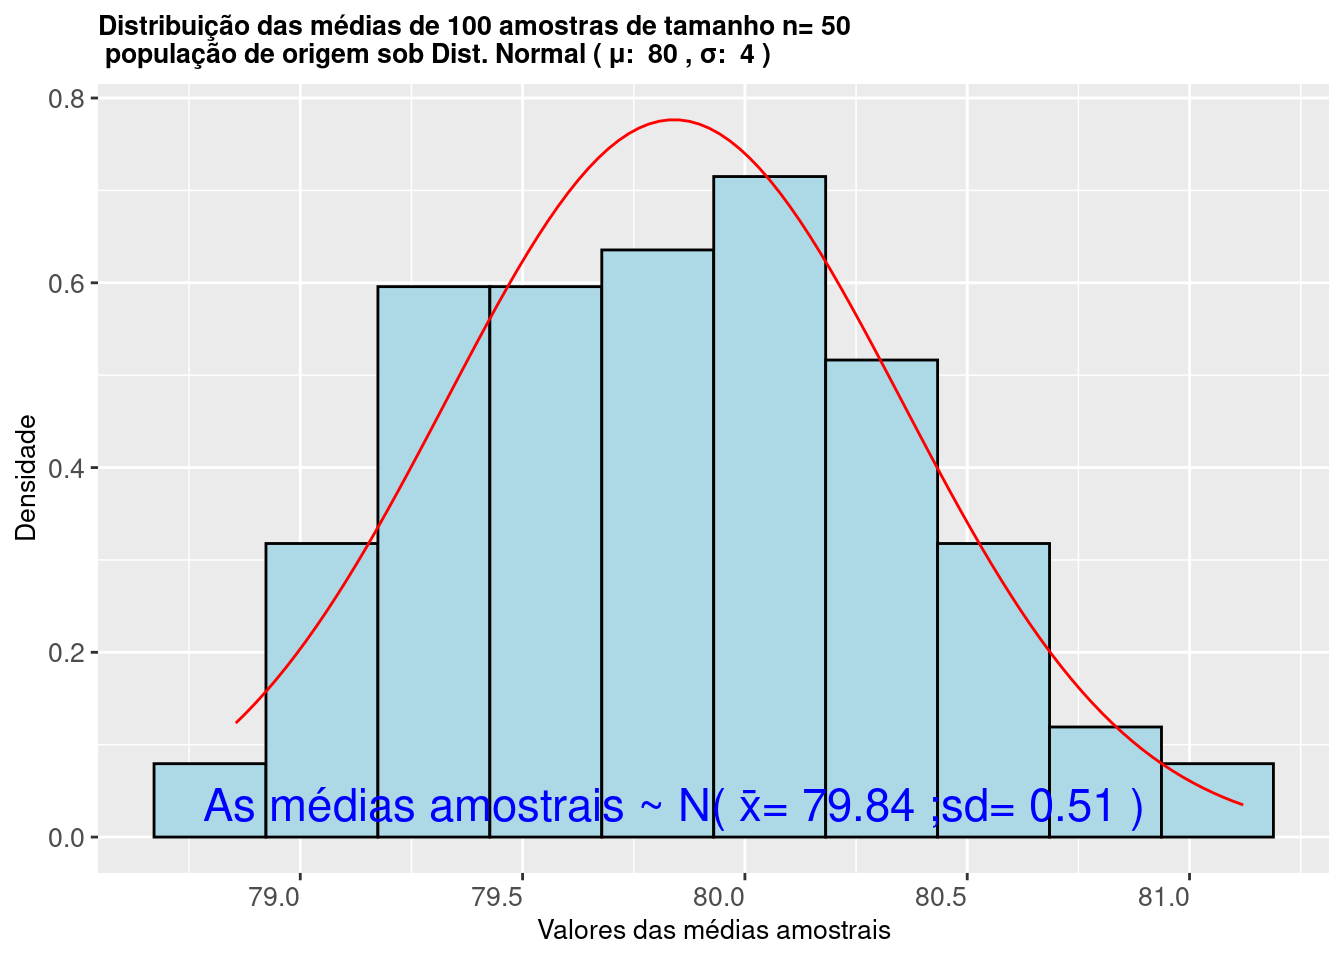 Distribuição das médias de 100 amostras de tamanho n= 50
população de origem sob Dist. Normal ( μ:  80 , σ:  4 )
0.8
0.6
0.4
0.2
0.0
Densidade
As médias amostrais ~ N( x̄= 79.84 ;sd= 0.51 )
79.0 79.5 80.0 80.5 81.0
Valores das médias amostrais